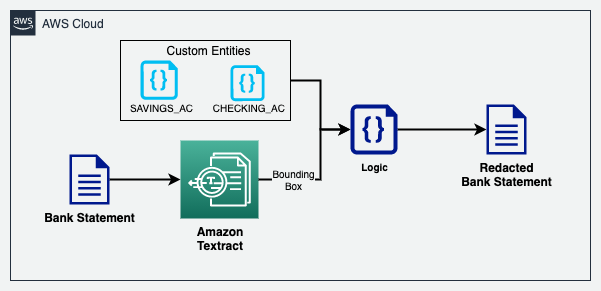 aws
AWS Cloud
Custom Entities
{}
{}
SAVINGS_AC
CHECKING_AC
{}
Logic
Bounding
Box
Bank Statement
Amazon
Textract
Redacted
Bank Statement